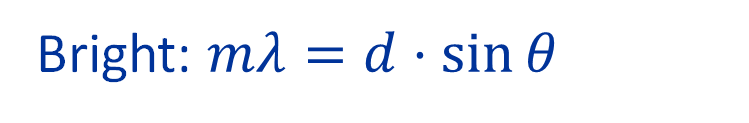 Bright: 𝑚𝜆 = 𝑑 · sin 𝜃